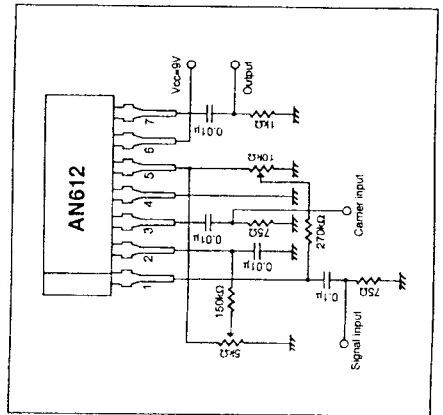 AN612
1
2
3
4
5
6
7
Vcc=9V
Output
0.01μ
1kΩ
10kΩ
0.01μ
75Ω
Carrier input
270kΩ
0.01μ
150kΩ
5kΩ
0.1μ
75Ω
Signal input